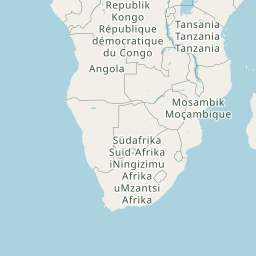 Republik
Kongo
République
démocratique
du Congo
Tansania
Tanzania
Tanzania
Angola
Mosambik
Moçambique
Südafrika
Suid-Afrika
iNingizimu
Afrika
uMzantsi
Afrika